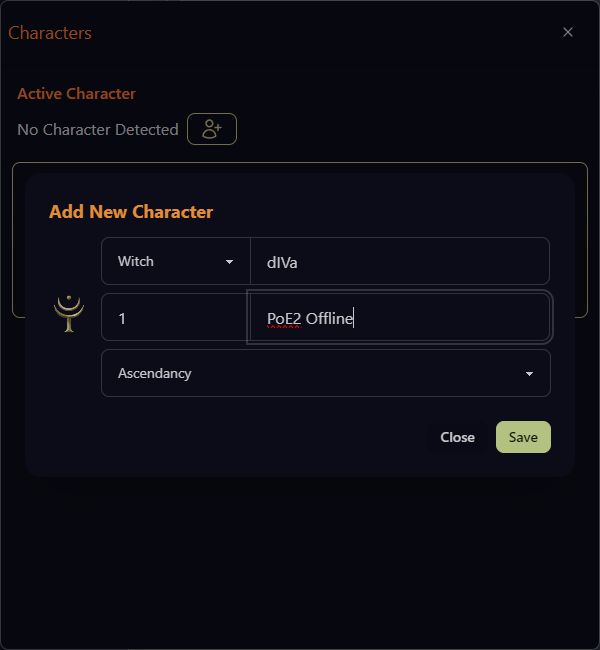 Characters
Active Character
No Character Detected
Add New Character
Witch dIVa
1 PoE2 Offline
Ascendancy
Close Save